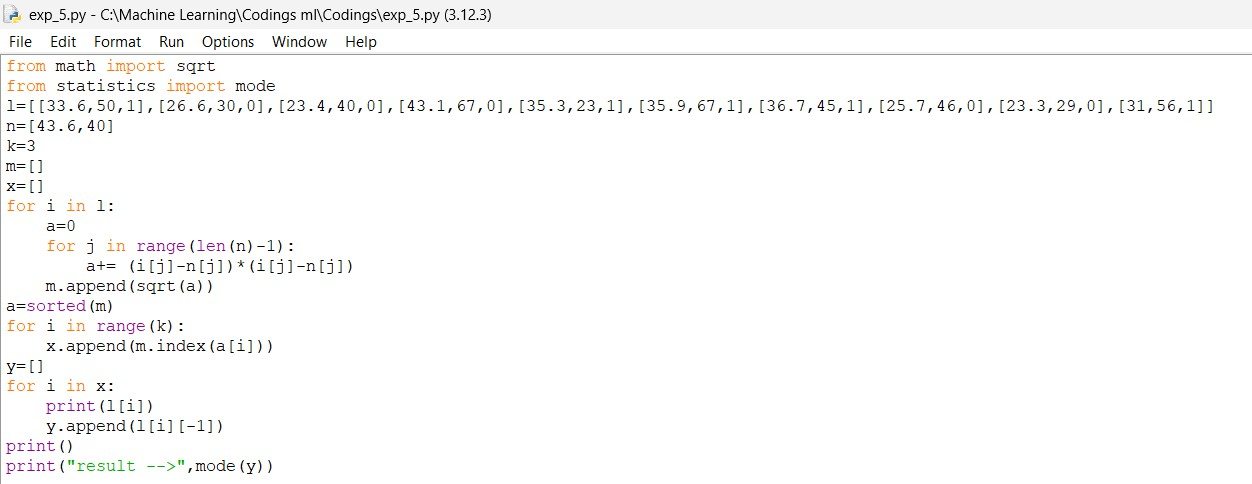 exp_5.py - C:\Machine Learning\Codings ml\Codings\exp_5.py (3.12.3)
File Edit Format Run Options Window Help
from math import sqrt
from statistics import mode
l=[[33.6,50,1],[26.6,30,0],[23.4,40,0],[43.1,67,0],[35.3,23,1],[35.9,67,1],[36.7,45,1],[25.7,46,0],[23.3,29,0],[31,56,1]]
n=[43.6,40]
k=3
m=[]
x=[]
for i in l:
    a=0
    for j in range(len(n)-1):
        a+= (i[j]-n[j])*(i[j]-n[j])
    m.append(sqrt(a))
a=sorted(m)
for i in range(k):
    x.append(m.index(a[i]))
y=[]
for i in x:
    print(l[i])
    y.append(l[i][-1])
print()
print("result -->",mode(y))